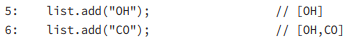 5: list.add("OH"); // [OH]
6: list.add("CO"); // [OH,CO]